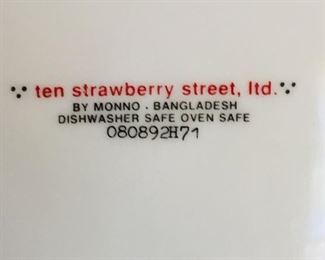 ten strawberry street, ltd.
BY MONNO · BANGLADESH
DISHWASHER SAFE OVEN SAFE
080892H71